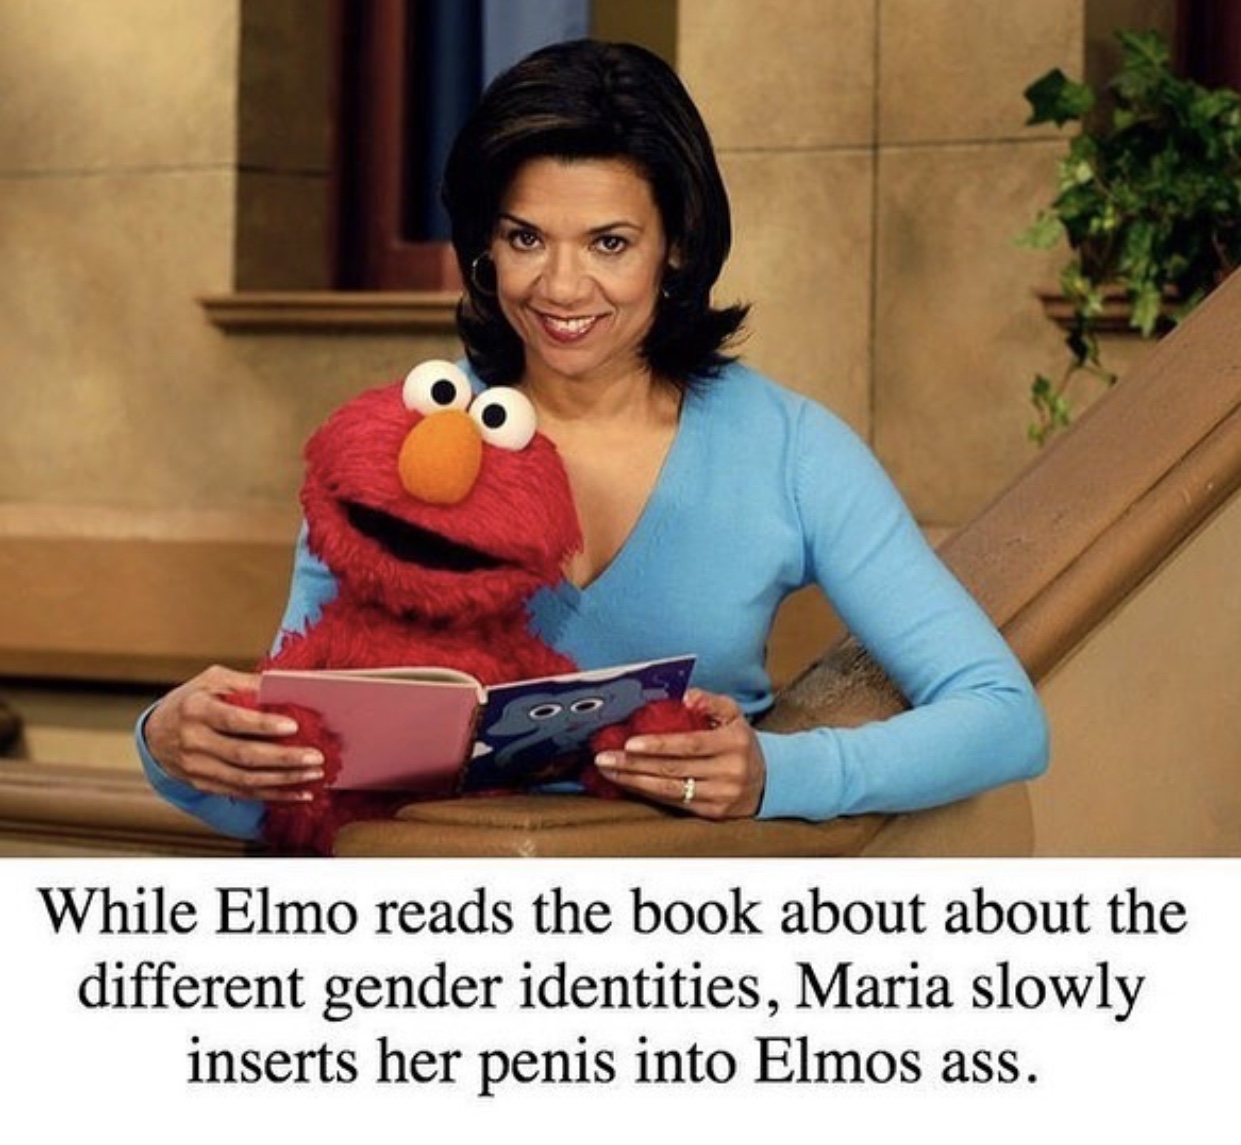 While Elmo reads the book about about the
different gender identities, Maria slowly
inserts her penis into Elmos ass.